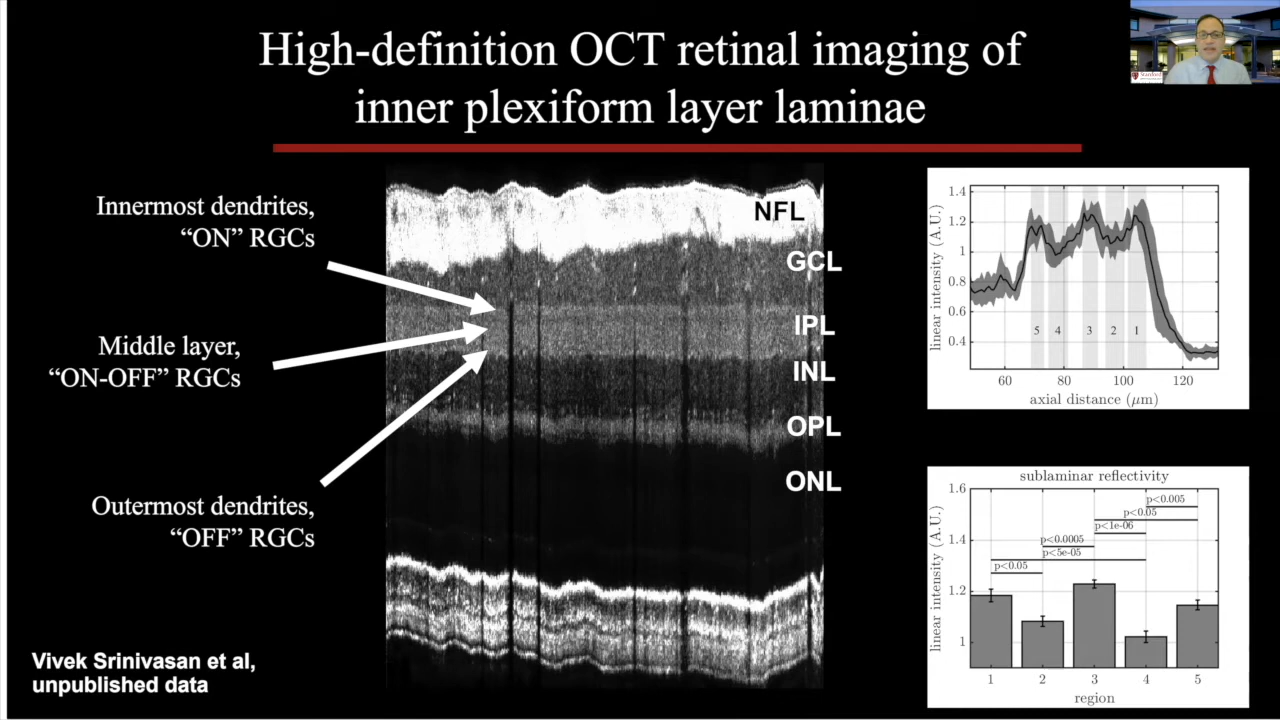 High-definition OCT retinal imaging of
inner plexiform layer laminae
Stanford
Innermost dendrites,
“ON” RGCs
Middle layer,
“ON-OFF” RGCs
Outermost dendrites,
“OFF” RGCs
Vivek Srinivasan et al,
unpublished data
NFL
GCL
IPL
INL
OPL
ONL
linear intensity (A.U.)
1.4
1.2
1
0.8
0.6
0.4
5 4 3 2 1
60 80 100 120
axial distance (μm)
sublaminar reflectivity
linear intensity (A.U.)
1.6
1.4
1.2
1
p<0.005
p<0.05
p<1e-06
p<0.0005
p<5e-05
p<0.05
1 2 3 4 5
region